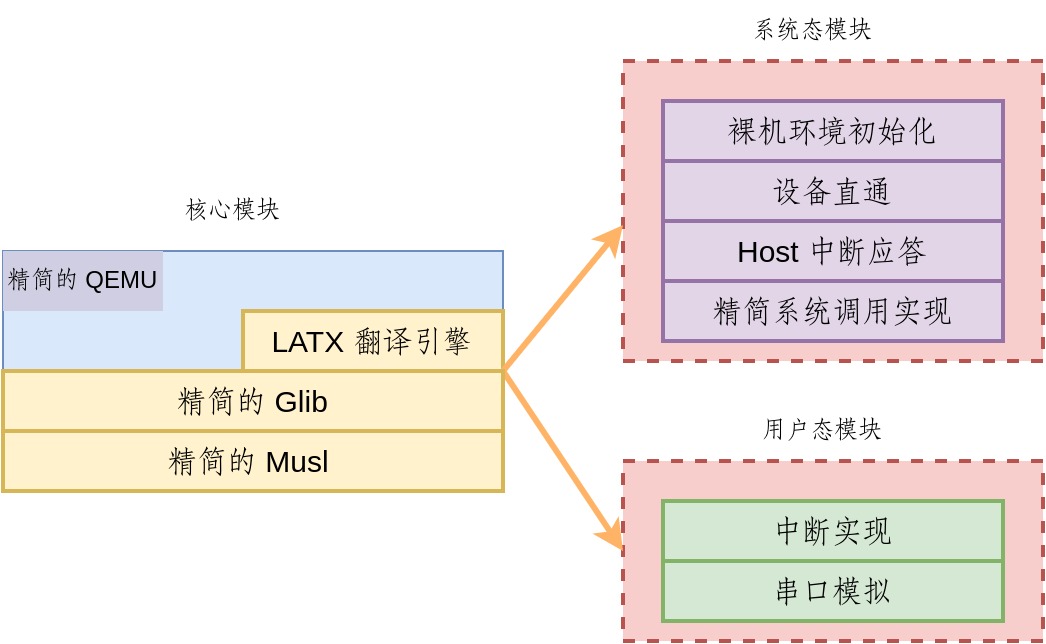 核心模块
精简的 QEMU
LATX 翻译引擎
精简的 Glib
精简的 Musl
系统态模块
裸机环境初始化
设备直通
Host 中断应答
精简系统调用实现
用户态模块
中断实现
串口模拟